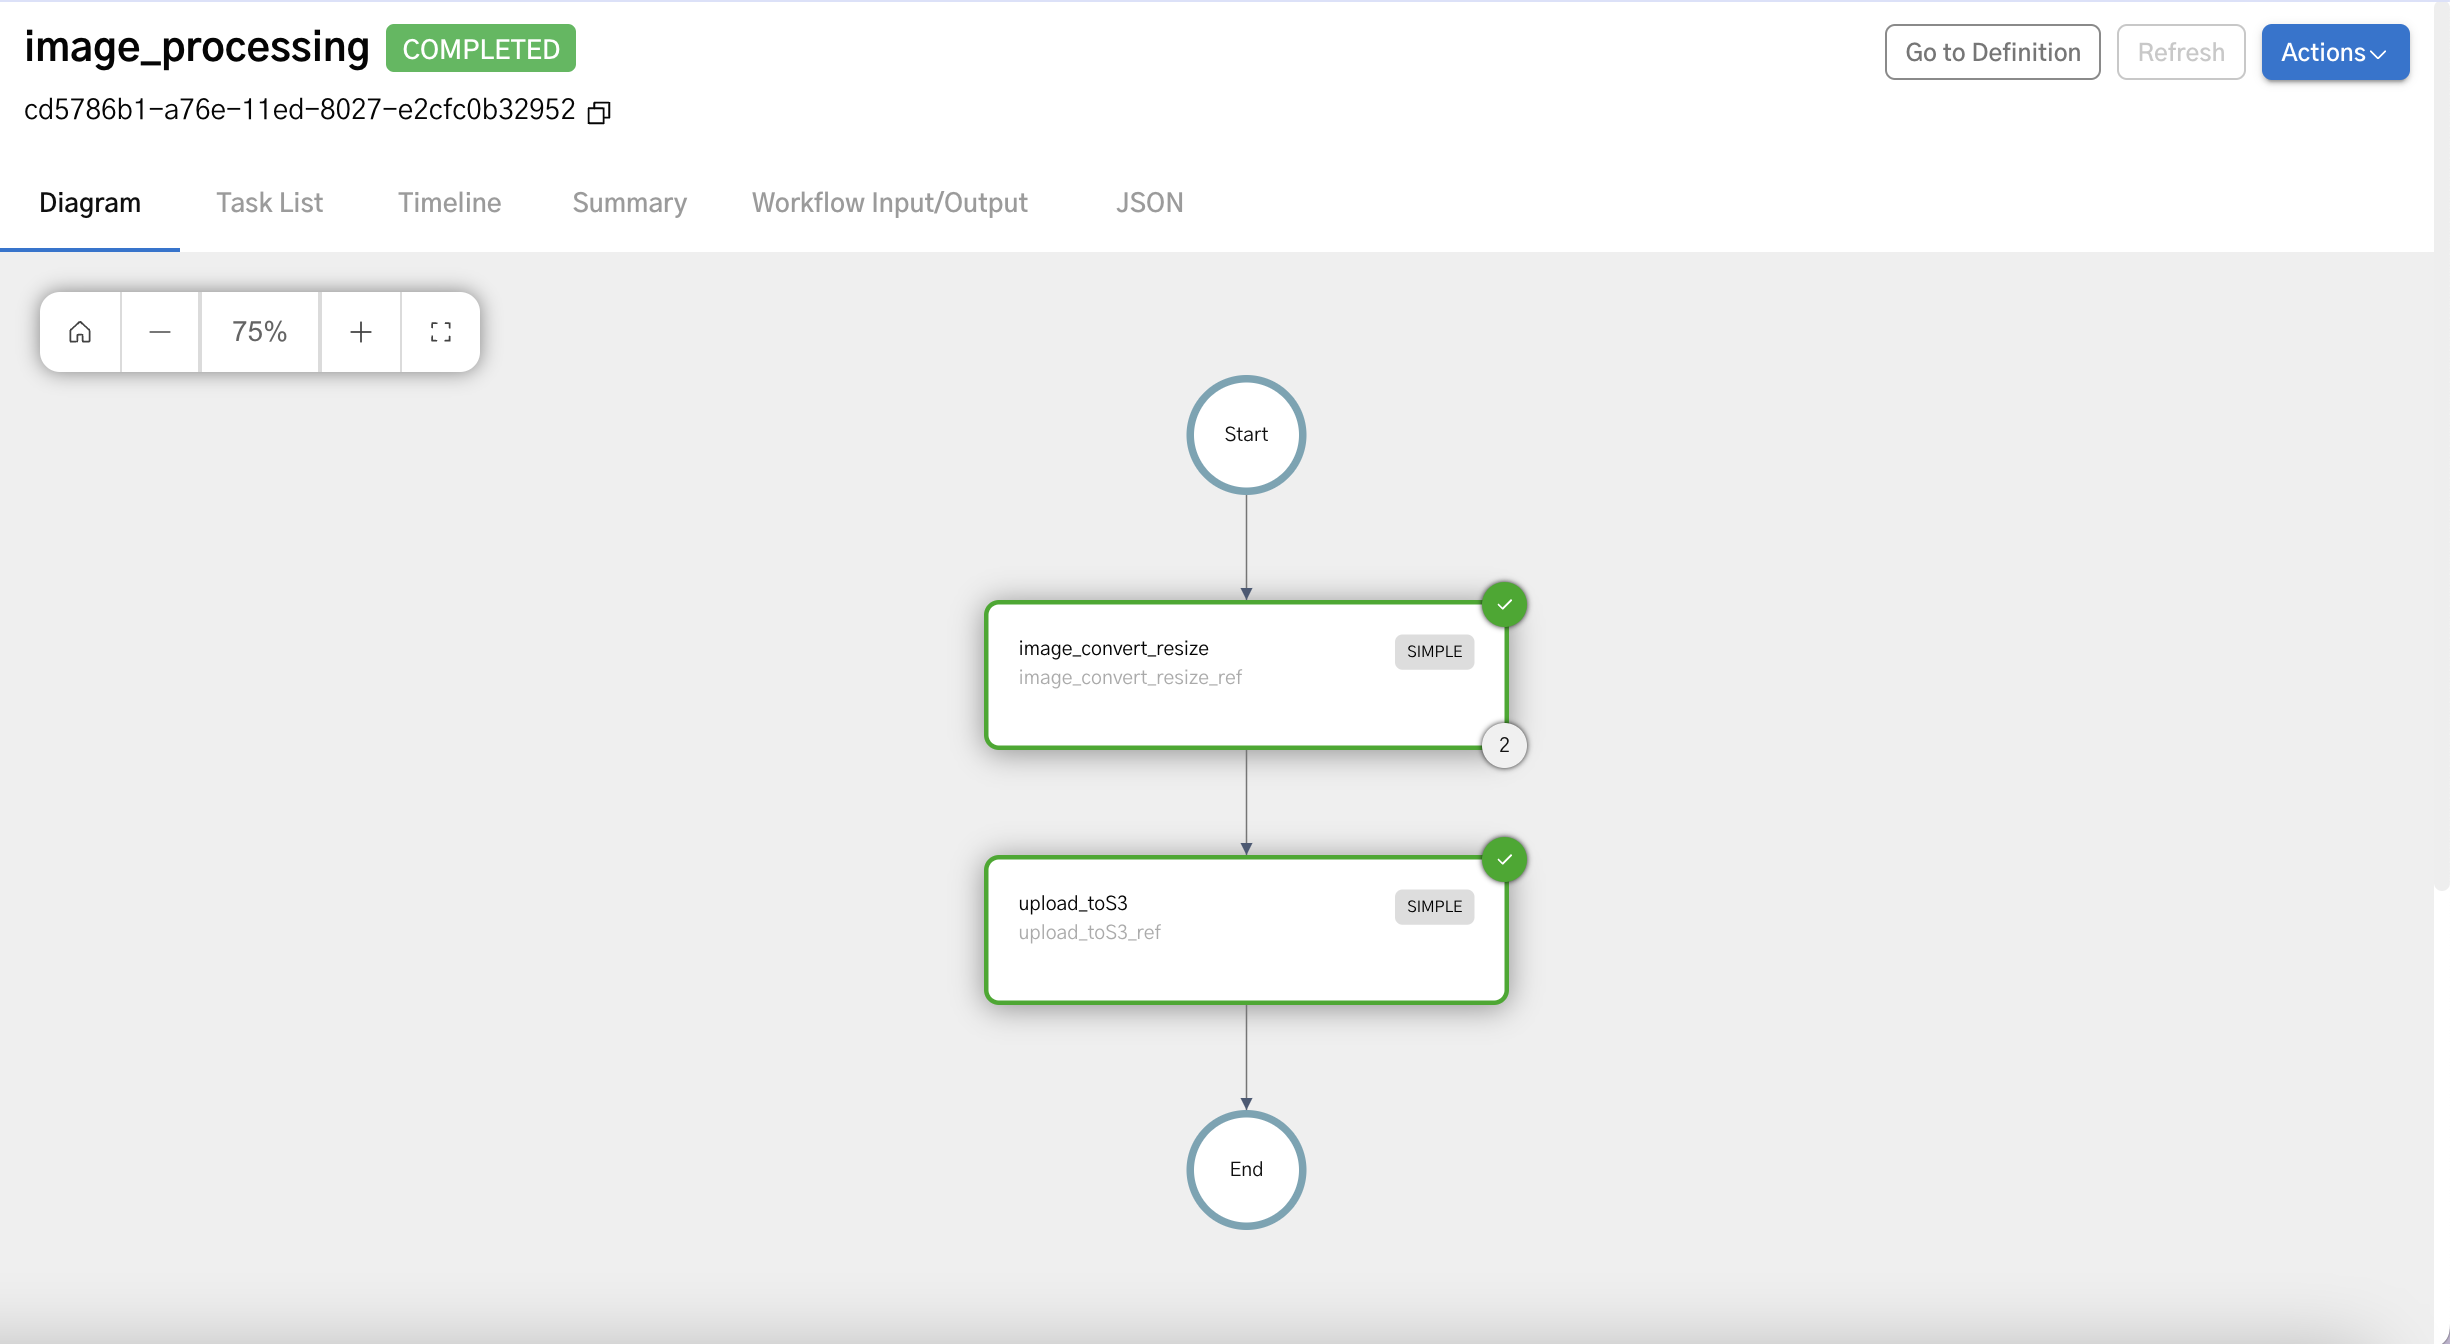 image_processing COMPLETED
Go to Definition Refresh Actions
cd5786b1-a76e-11ed-8027-e2cfc0b32952
Diagram Task List Timeline Summary Workflow Input/Output JSON
75%
Start
image_convert_resize SIMPLE
image_convert_resize_ref
2
upload_toS3 SIMPLE
upload_toS3_ref
End